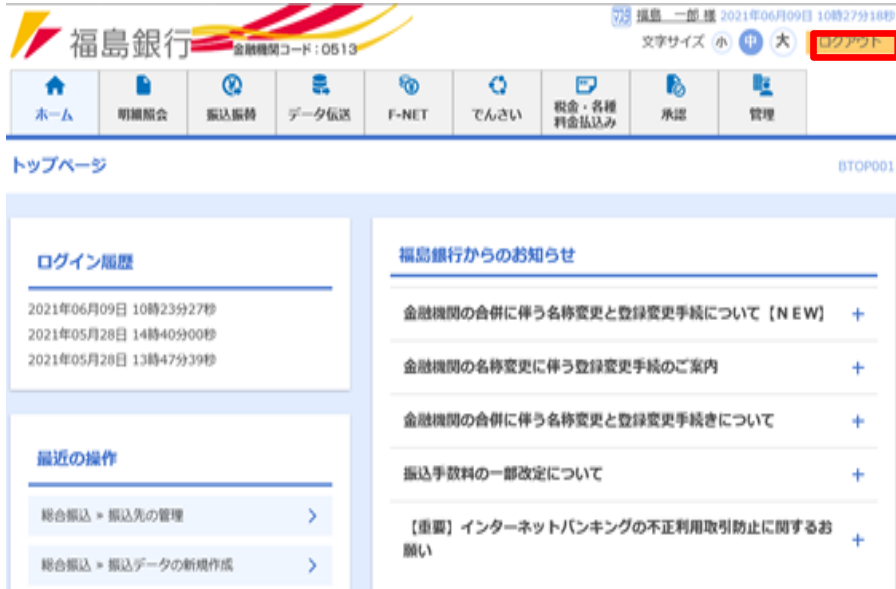 福島銀行
金融機関コード：0513
福島 一郎 様 2021年06月09日 10時27分18秒
文字サイズ 小 中 大 ログアウト
ホーム
明細照会
振込振替
データ伝送
F-NET
でんさい
税金・各種
料金払込み
承認
管理
トップページ
BTOP001
ログイン履歴
2021年06月09日 10時23分27秒
2021年05月28日 14時40分00秒
2021年05月28日 13時47分39秒
最近の操作
総合振込 » 振込先の管理
総合振込 » 振込データの新規作成
福島銀行からのお知らせ
金融機関の合併に伴う名称変更と登録変更手続について【ＮＥＷ】
金融機関の名称変更に伴う登録変更手続のご案内
金融機関の合併に伴う名称変更と登録変更手続きについて
振込手数料の一部改定について
【重要】インターネットバンキングの不正利用取引防止に関するお
願い